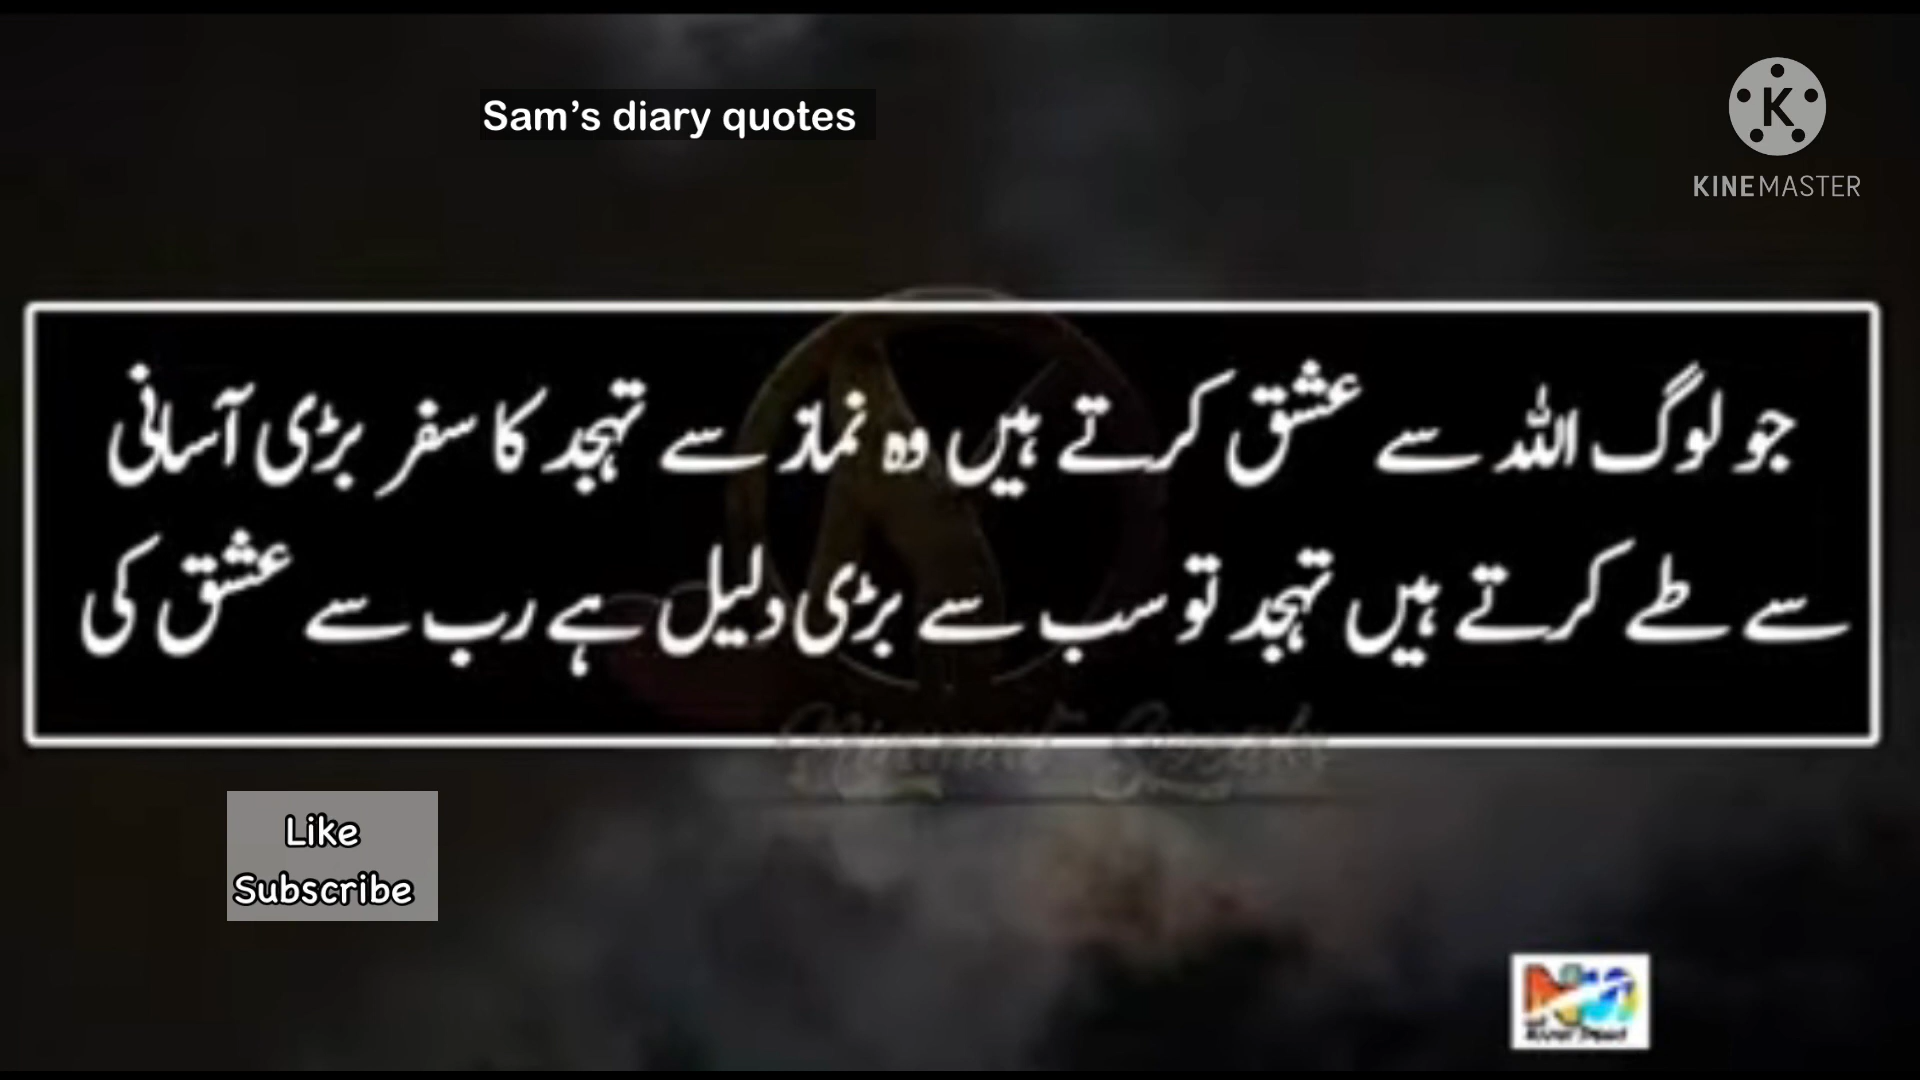 Sam’s diary quotes
K
KINEMASTER
جو لوگ اللہ سے عشق کرتے ہیں وہ نماز سے تہجد کا سفر بڑی آسانی
سے طے کرتے ہیں تہجد تو سب سے بڑی دلیل ہے رب سے عشق کی
Like
Subscribe